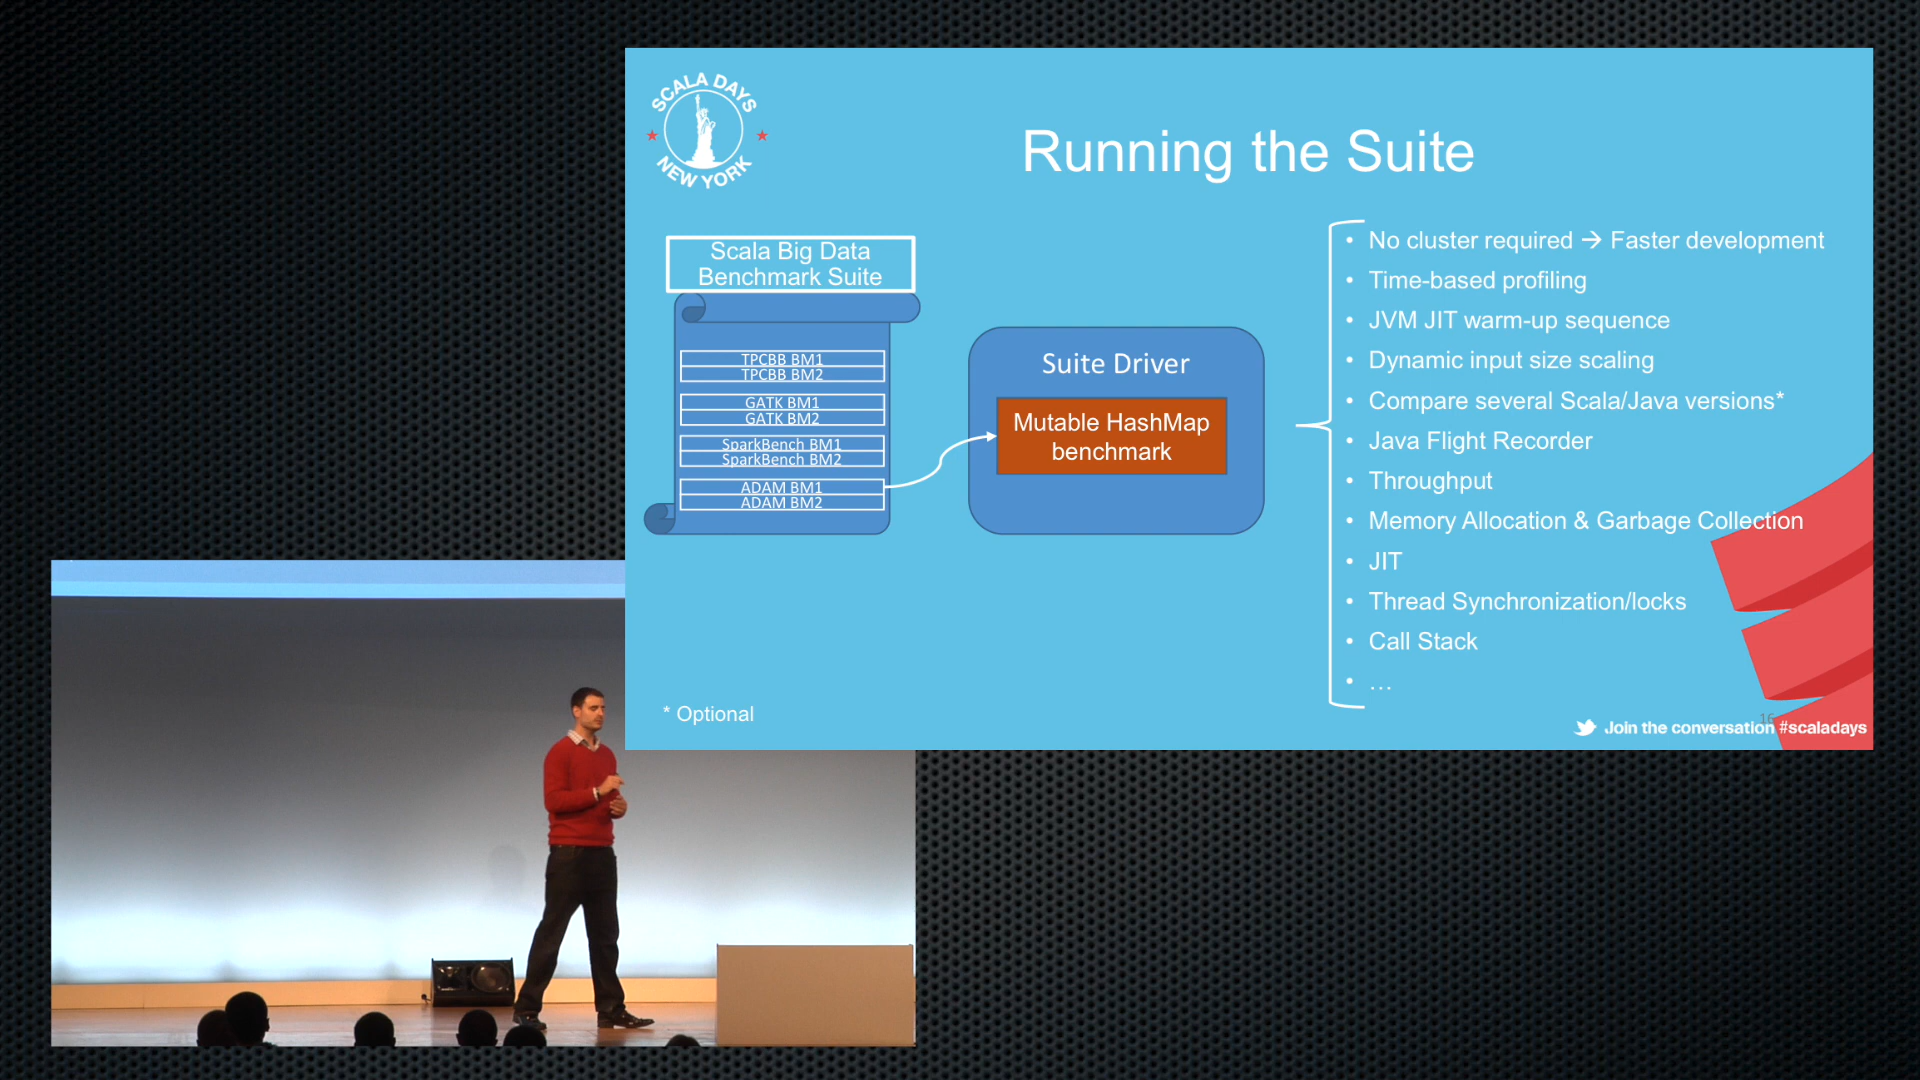 SCALA DAYS
NEW YORK
Running the Suite
Scala Big Data
Benchmark Suite
TPCBB BM1
TPCBB BM2
GATK BM1
GATK BM2
SparkBench BM1
SparkBench BM2
ADAM BM1
ADAM BM2
Suite Driver
Mutable HashMap
benchmark
• No cluster required → Faster development
• Time-based profiling
• JVM JIT warm-up sequence
• Dynamic input size scaling
• Compare several Scala/Java versions*
• Java Flight Recorder
• Throughput
• Memory Allocation & Garbage Collection
• JIT
• Thread Synchronization/locks
• Call Stack
• …
* Optional
16
Join the conversation #scaladays